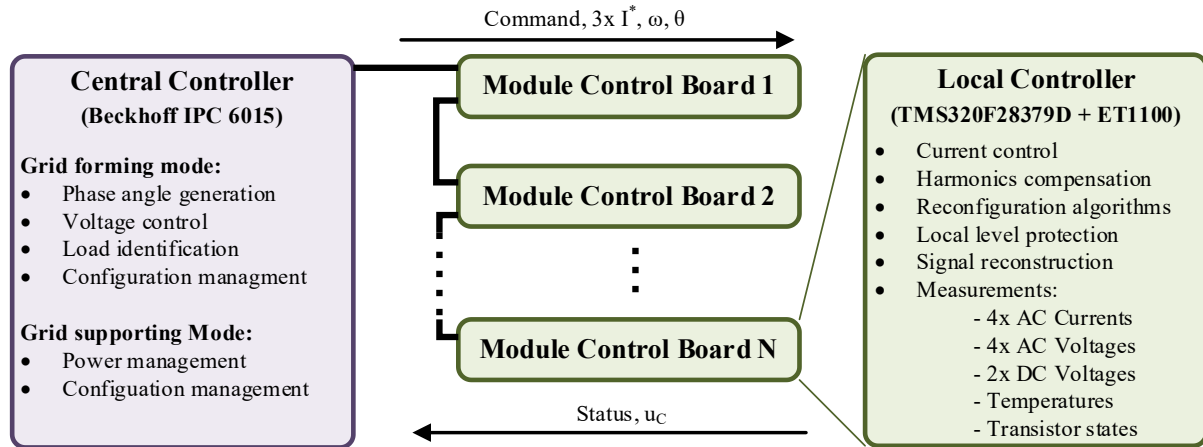 Command, 3x I*, ω, θ
Central Controller
(Beckhoff IPC 6015)
Grid forming mode:
• Phase angle generation
• Voltage control
• Load identification
• Configuration managment
Grid supporting Mode:
• Power management
• Configuation management
Module Control Board 1
Module Control Board 2
Module Control Board N
Status, uC
Local Controller
(TMS320F28379D + ET1100)
• Current control
• Harmonics compensation
• Reconfiguration algorithms
• Local level protection
• Signal reconstruction
• Measurements:
- 4x AC Currents
- 4x AC Voltages
- 2x DC Voltages
- Temperatures
- Transistor states